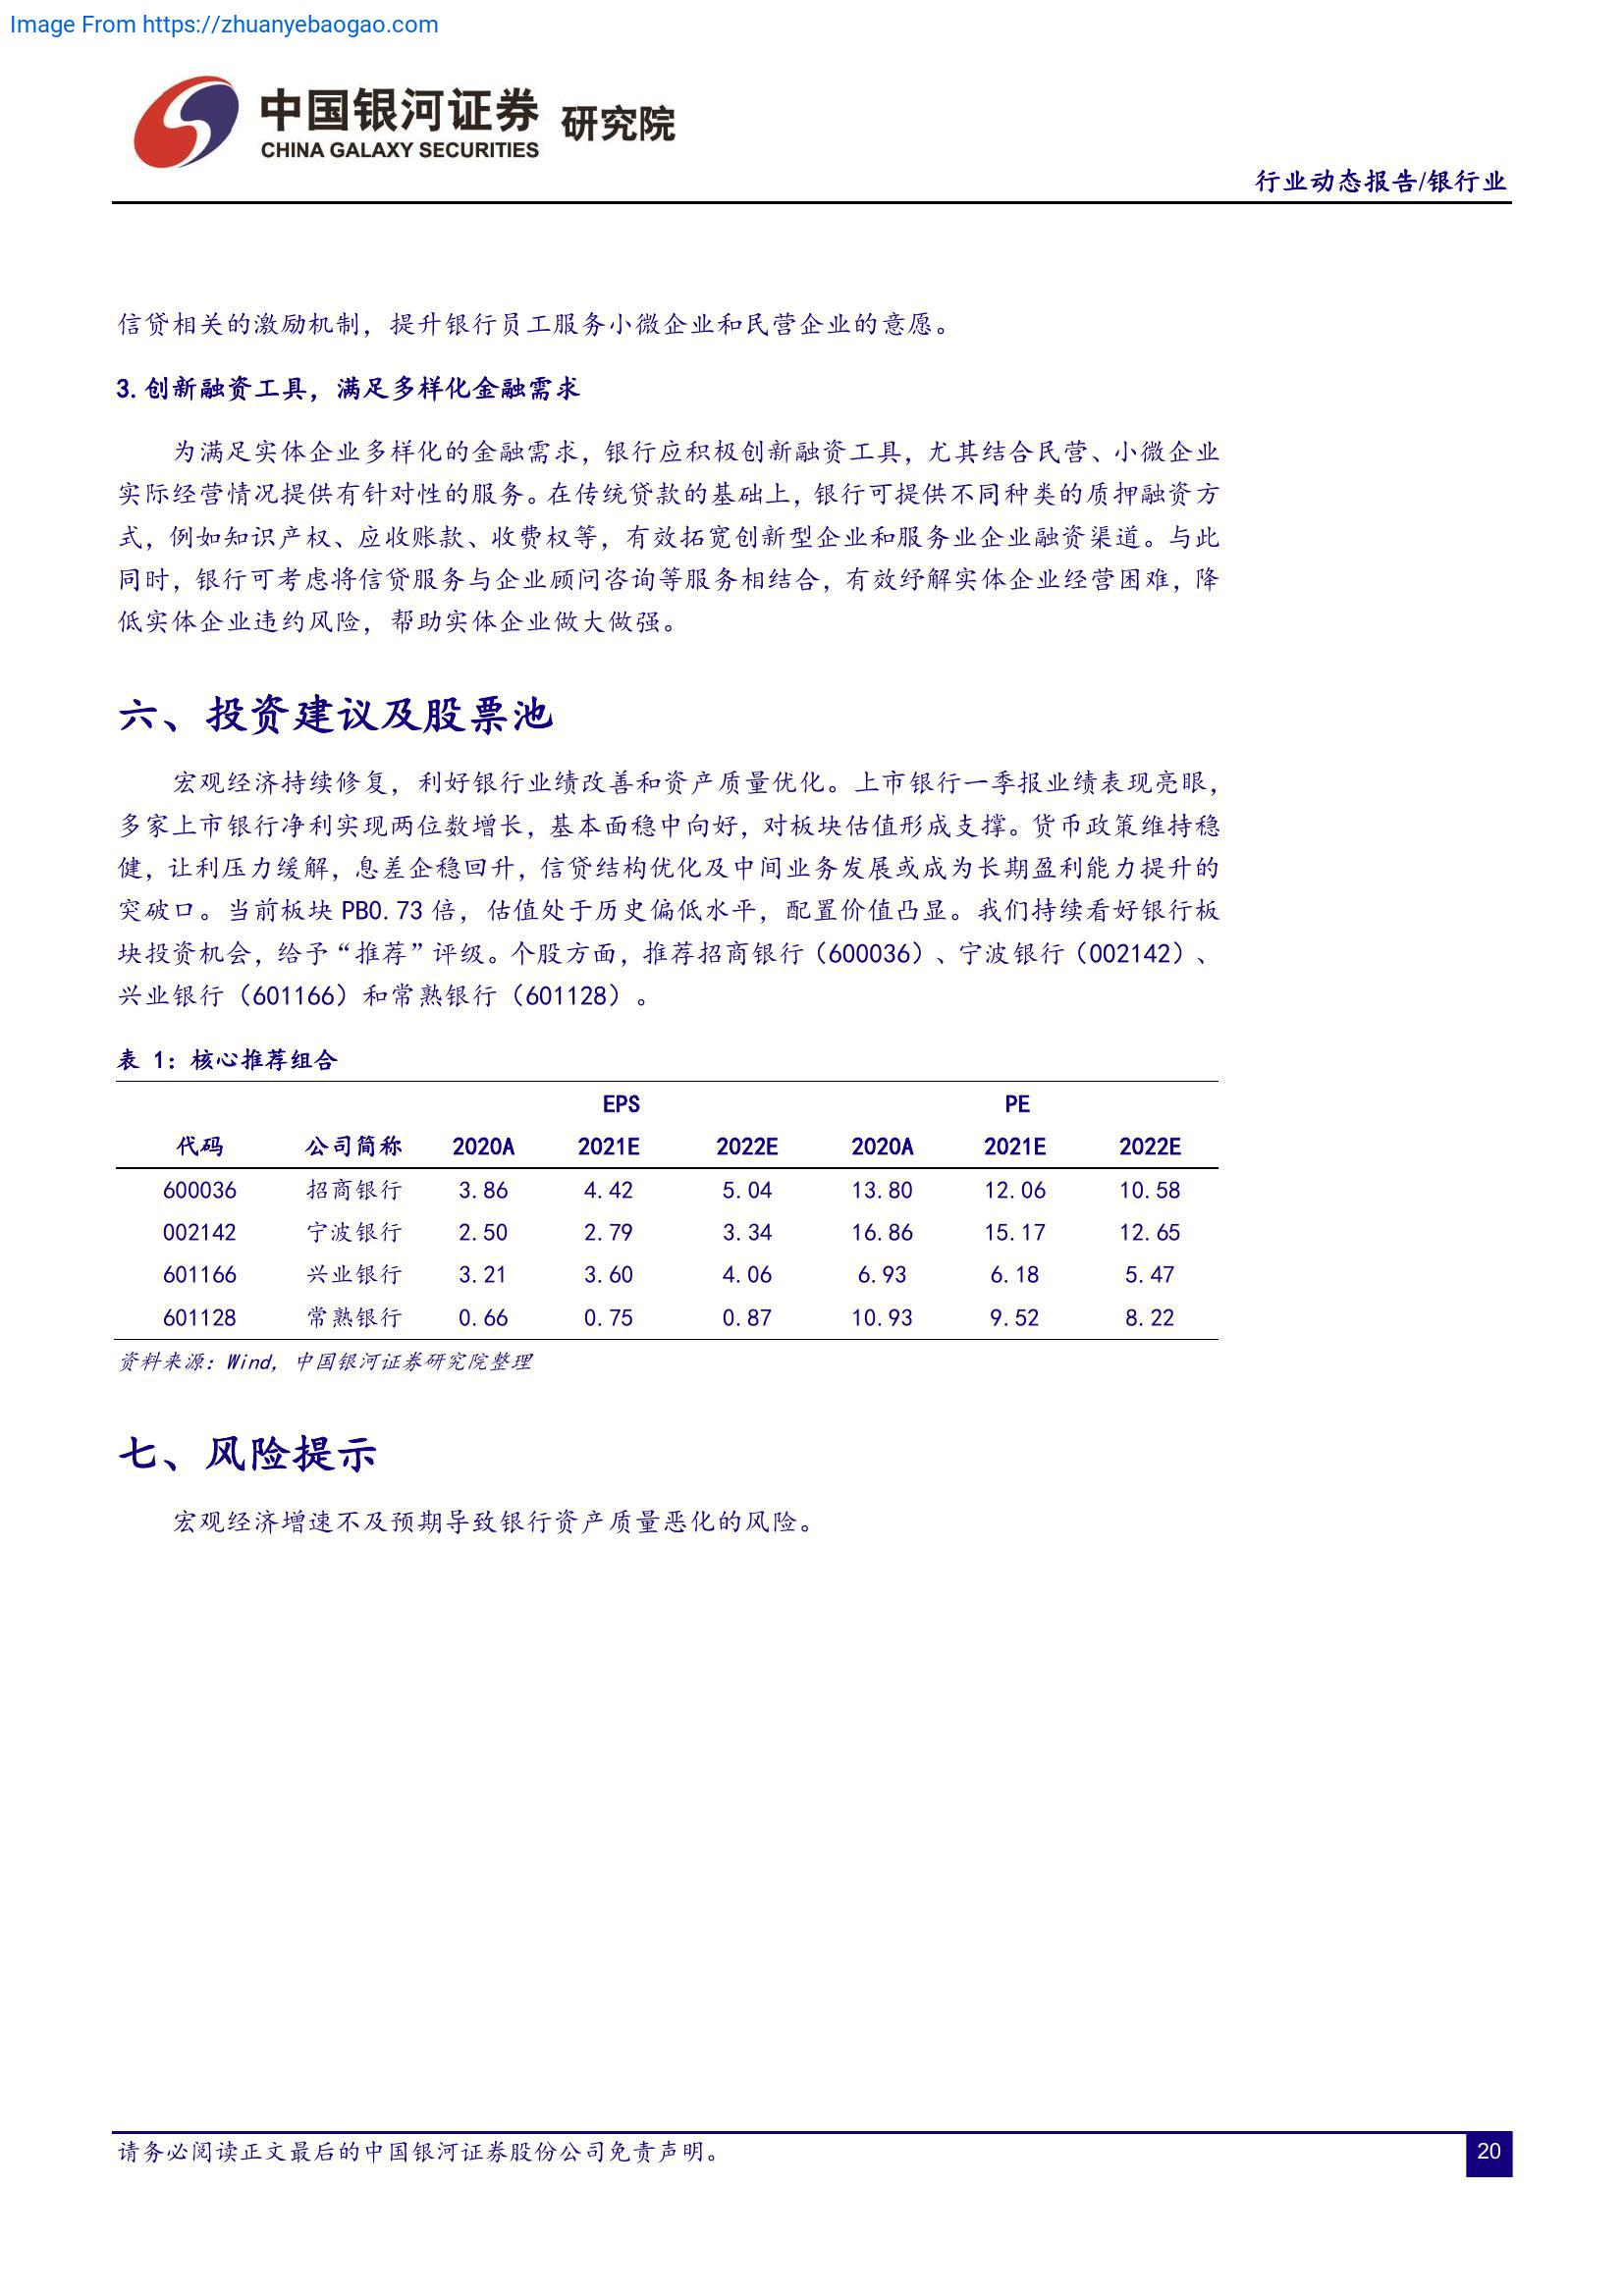 Image From https://zhuanyebaogao.com
中国银河证券 研究院
CHINA GALAXY SECURITIES
行业动态报告/银行业
信贷相关的激励机制，提升银行员工服务小微企业和民营企业的意愿。
3.创新融资工具，满足多样化金融需求
为满足实体企业多样化的金融需求，银行应积极创新融资工具，尤其结合民营、小微企业
实际经营情况提供有针对性的服务。在传统贷款的基础上，银行可提供不同种类的质押融资方
式，例如知识产权、应收账款、收费权等，有效拓宽创新型企业和服务业企业融资渠道。与此
同时，银行可考虑将信贷服务与企业顾问咨询等服务相结合，有效纾解实体企业经营困难，降
低实体企业违约风险，帮助实体企业做大做强。
六、投资建议及股票池
宏观经济持续修复，利好银行业绩改善和资产质量优化。上市银行一季报业绩表现亮眼，
多家上市银行净利实现两位数增长，基本面稳中向好，对板块估值形成支撑。货币政策维持稳
健，让利压力缓解，息差企稳回升，信贷结构优化及中间业务发展或成为长期盈利能力提升的
突破口。当前板块 PB0.73 倍，估值处于历史偏低水平，配置价值凸显。我们持续看好银行板
块投资机会，给予“推荐”评级。个股方面，推荐招商银行（600036）、宁波银行（002142）、
兴业银行（601166）和常熟银行（601128）。
表 1：核心推荐组合
EPS PE
代码 公司简称 2020A 2021E 2022E 2020A 2021E 2022E
600036 招商银行 3.86 4.42 5.04 13.80 12.06 10.58
002142 宁波银行 2.50 2.79 3.34 16.86 15.17 12.65
601166 兴业银行 3.21 3.60 4.06 6.93 6.18 5.47
601128 常熟银行 0.66 0.75 0.87 10.93 9.52 8.22
资料来源：Wind，中国银河证券研究院整理
七、风险提示
宏观经济增速不及预期导致银行资产质量恶化的风险。
请务必阅读正文最后的中国银河证券股份公司免责声明。
20